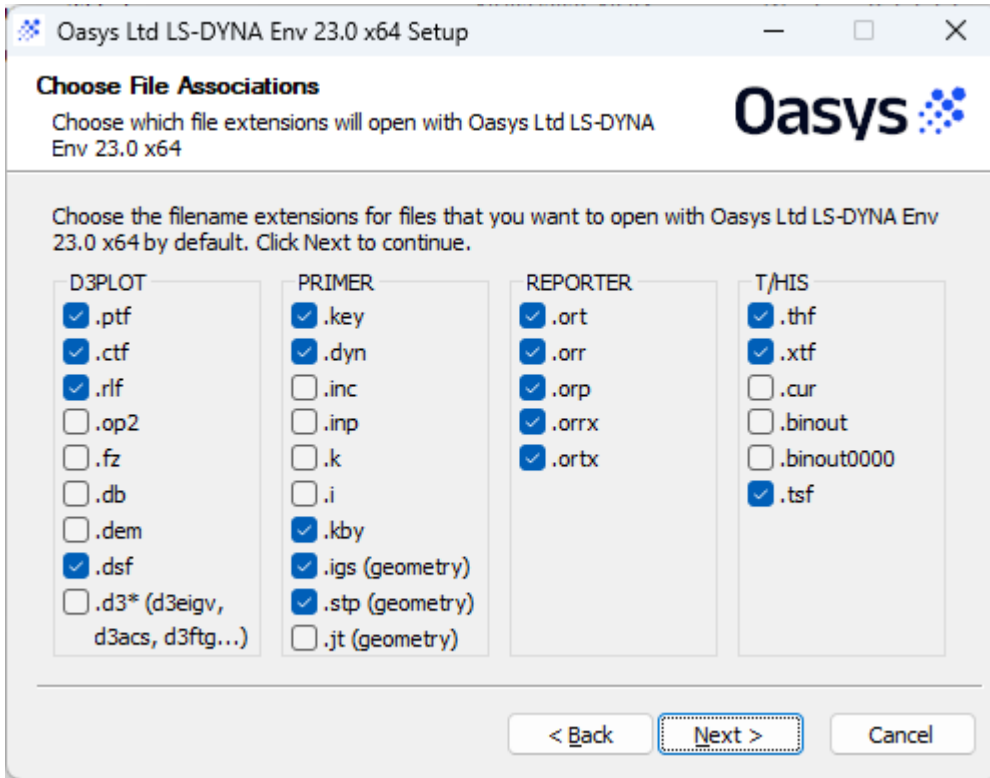 Oasys Ltd LS-DYNA Env 23.0 x64 Setup
Choose File Associations
Choose which file extensions will open with Oasys Ltd LS-DYNA
Env 23.0 x64
Oasys
Choose the filename extensions for files that you want to open with Oasys Ltd LS-DYNA Env
23.0 x64 by default. Click Next to continue.
D3PLOT
.ptf
.ctf
.rlf
.op2
.fz
.db
.dem
.dsf
.d3* (d3eigv,
d3acs, d3ftg...)
PRIMER
.key
.dyn
.inc
.inp
.k
.i
.kby
.igs (geometry)
.stp (geometry)
.jt (geometry)
REPORTER
.ort
.orr
.orp
.orrx
.ortx
T/HIS
.thf
.xtf
.cur
.binout
.binout0000
.tsf
< Back
Next >
Cancel